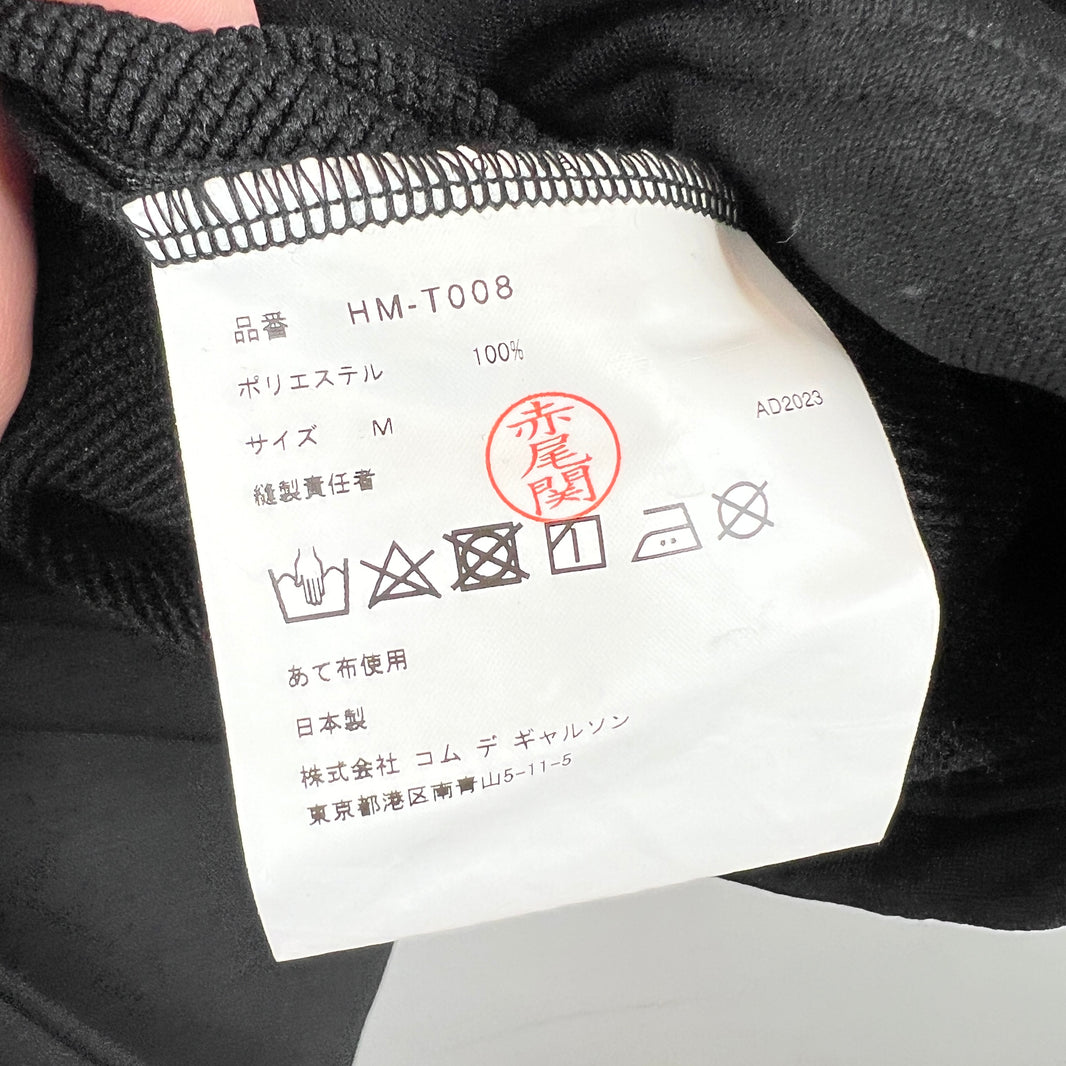 品番 HM-T008
ポリエステル 100%
サイズ M
AD2023
縫製責任者 赤尾関
あて布使用
日本製
株式会社 コム デ ギャルソン
東京都港区南青山5-11-5